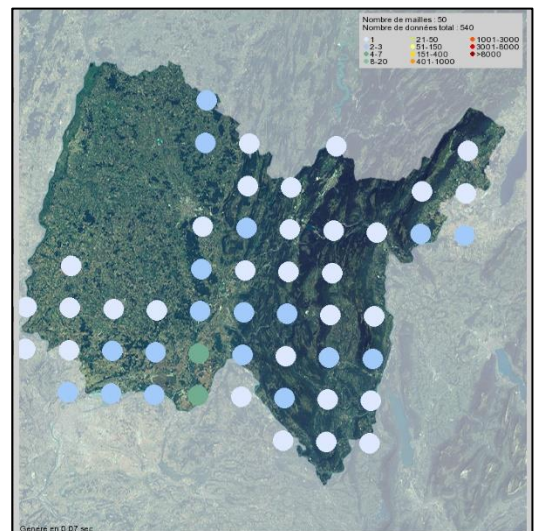 Nombre de mailles : 50
Nombre de données total : 540
1 21-50 1001-3000
2-3 51-150 3001-8000
4-7 151-400 >8000
8-20 401-1000
Généré en 0.07 sec